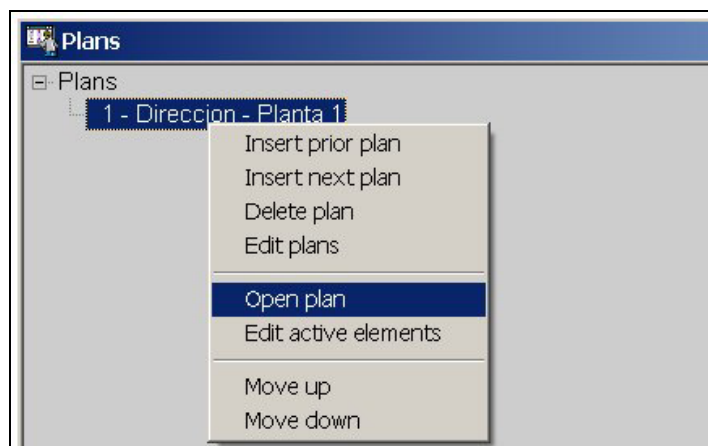 Plans
Plans
1 - Direccion - Planta 1
Insert prior plan
Insert next plan
Delete plan
Edit plans
Open plan
Edit active elements
Move up
Move down